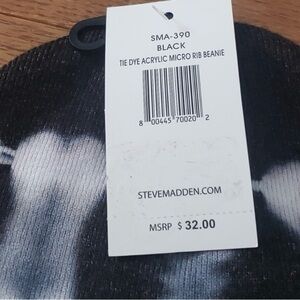 SMA-390
BLACK
TIE DYE ACRYLIC MICRO RIB BEANIE
8 00445 70020 2
STEVEMADDEN.COM
MSRP $ 32.00